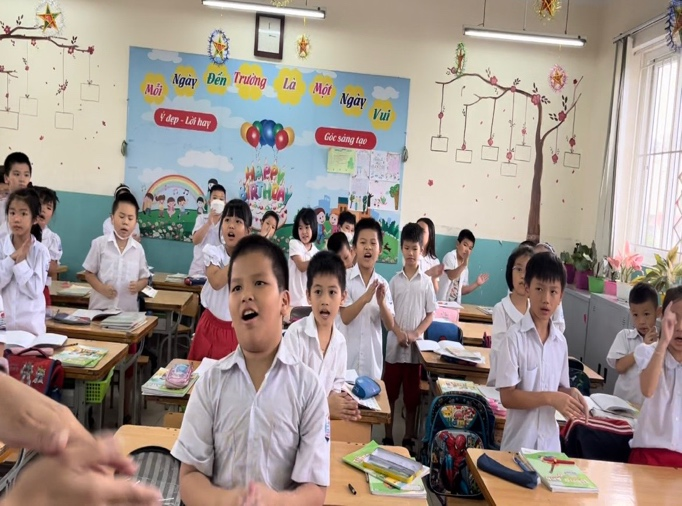 Mỗi Ngày Đến Trường Là Một Ngày Vui
Ý đẹp - Lời hay
Góc sáng tạo
HAPPY
BIRTHDAY